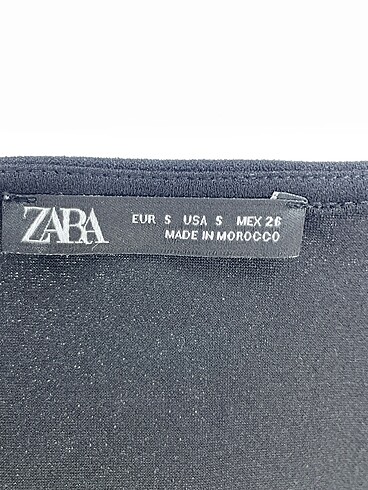 ZARA
EUR S USA S MEX 26
MADE IN MOROCCO